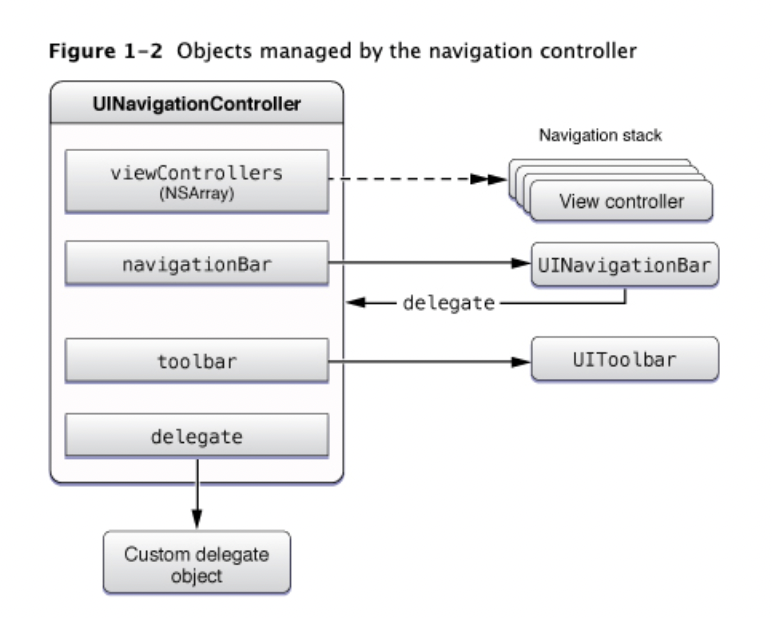 Figure 1-2 Objects managed by the navigation controller
UINavigationController
viewControllers
(NSArray)
Navigation stack
View controller
navigationBar
UINavigationBar
delegate
toolbar
UIToolbar
delegate
Custom delegate
object